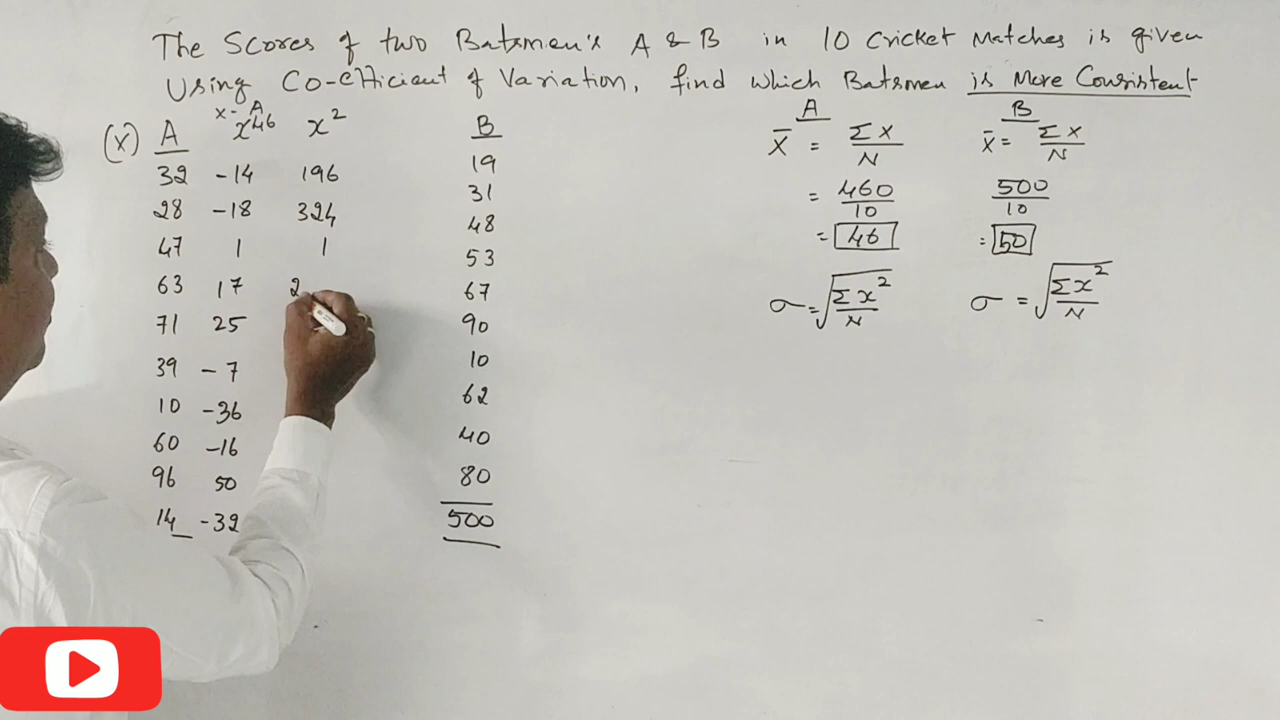 The Scores of two Batsmen's A & B in 10 Cricket Matches is given
Using Co-efficient of Variation, find which Batsmen is More Consistent
x - A
(X) A x 46 x² B
32 -14 196 19
28 -18 324 31
47 1 1 48
63 17 2 53
71 25 67
39 -7 90
10 -36 10
60 -16 62
96 50 40
14 -32 80
500
A B
X̄ = ΣX/N x̄ = Σx/N
= 460/10 500/10
= 46 = 50
σ = √Σx²/N σ = √Σx²/N